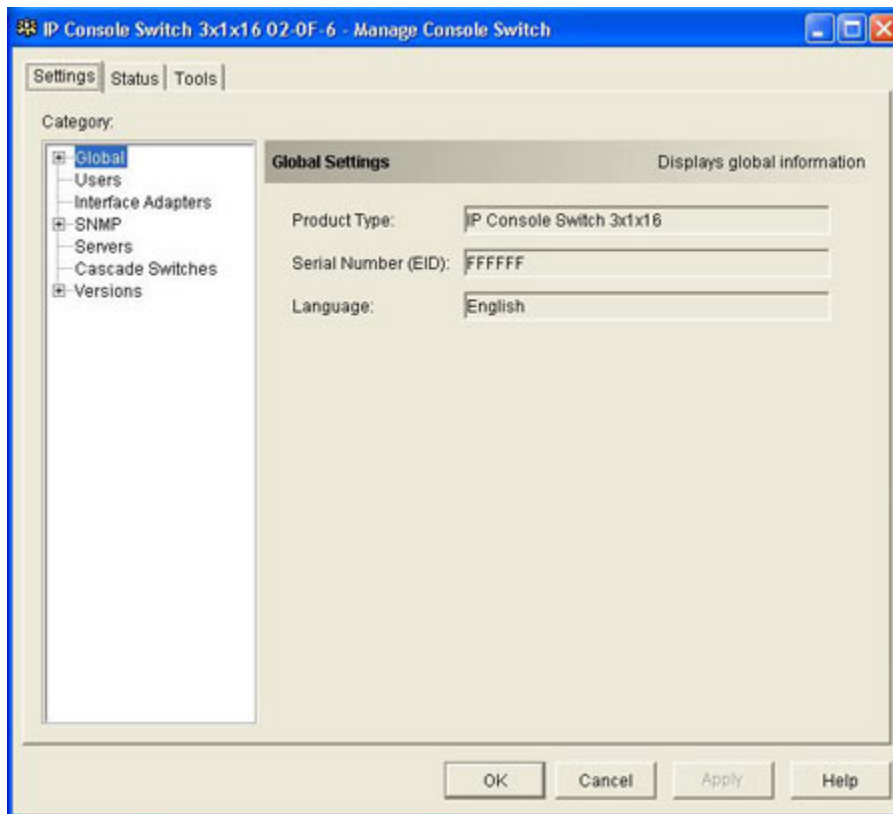 IP Console Switch 3x1x16 02-0F-6 - Manage Console Switch
Settings Status Tools
Category:
Global
Users
Interface Adapters
SNMP
Servers
Cascade Switches
Versions
Global Settings Displays global information
Product Type: IP Console Switch 3x1x16
Serial Number (EID): FFFFFF
Language: English
OK Cancel Apply Help